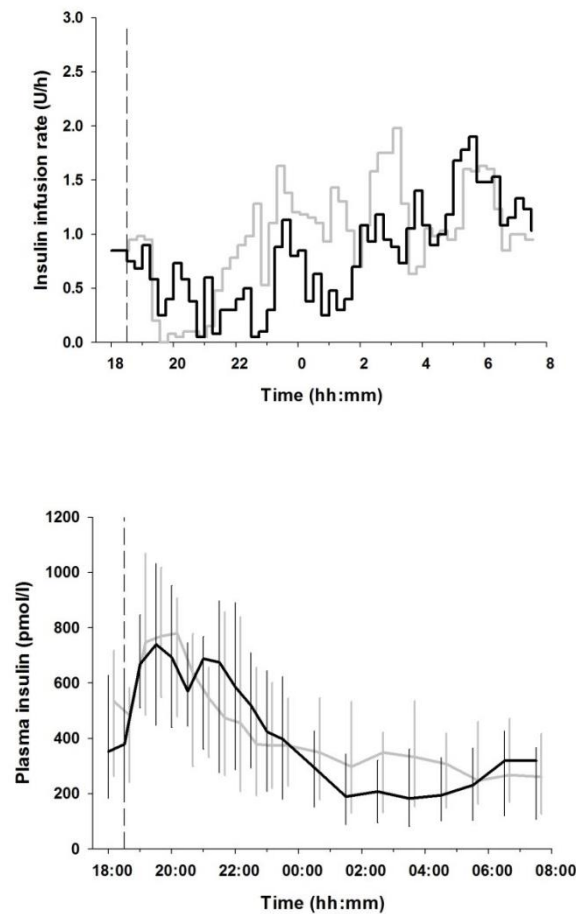 3.0
2.5
2.0
1.5
1.0
0.5
0.0
Insulin infusion rate (U/h)
18 20 22 0 2 4 6 8
Time (hh:mm)
1200
1000
800
600
400
200
0
Plasma insulin (pmol/l)
18:00 20:00 22:00 00:00 02:00 04:00 06:00 08:00
Time (hh:mm)